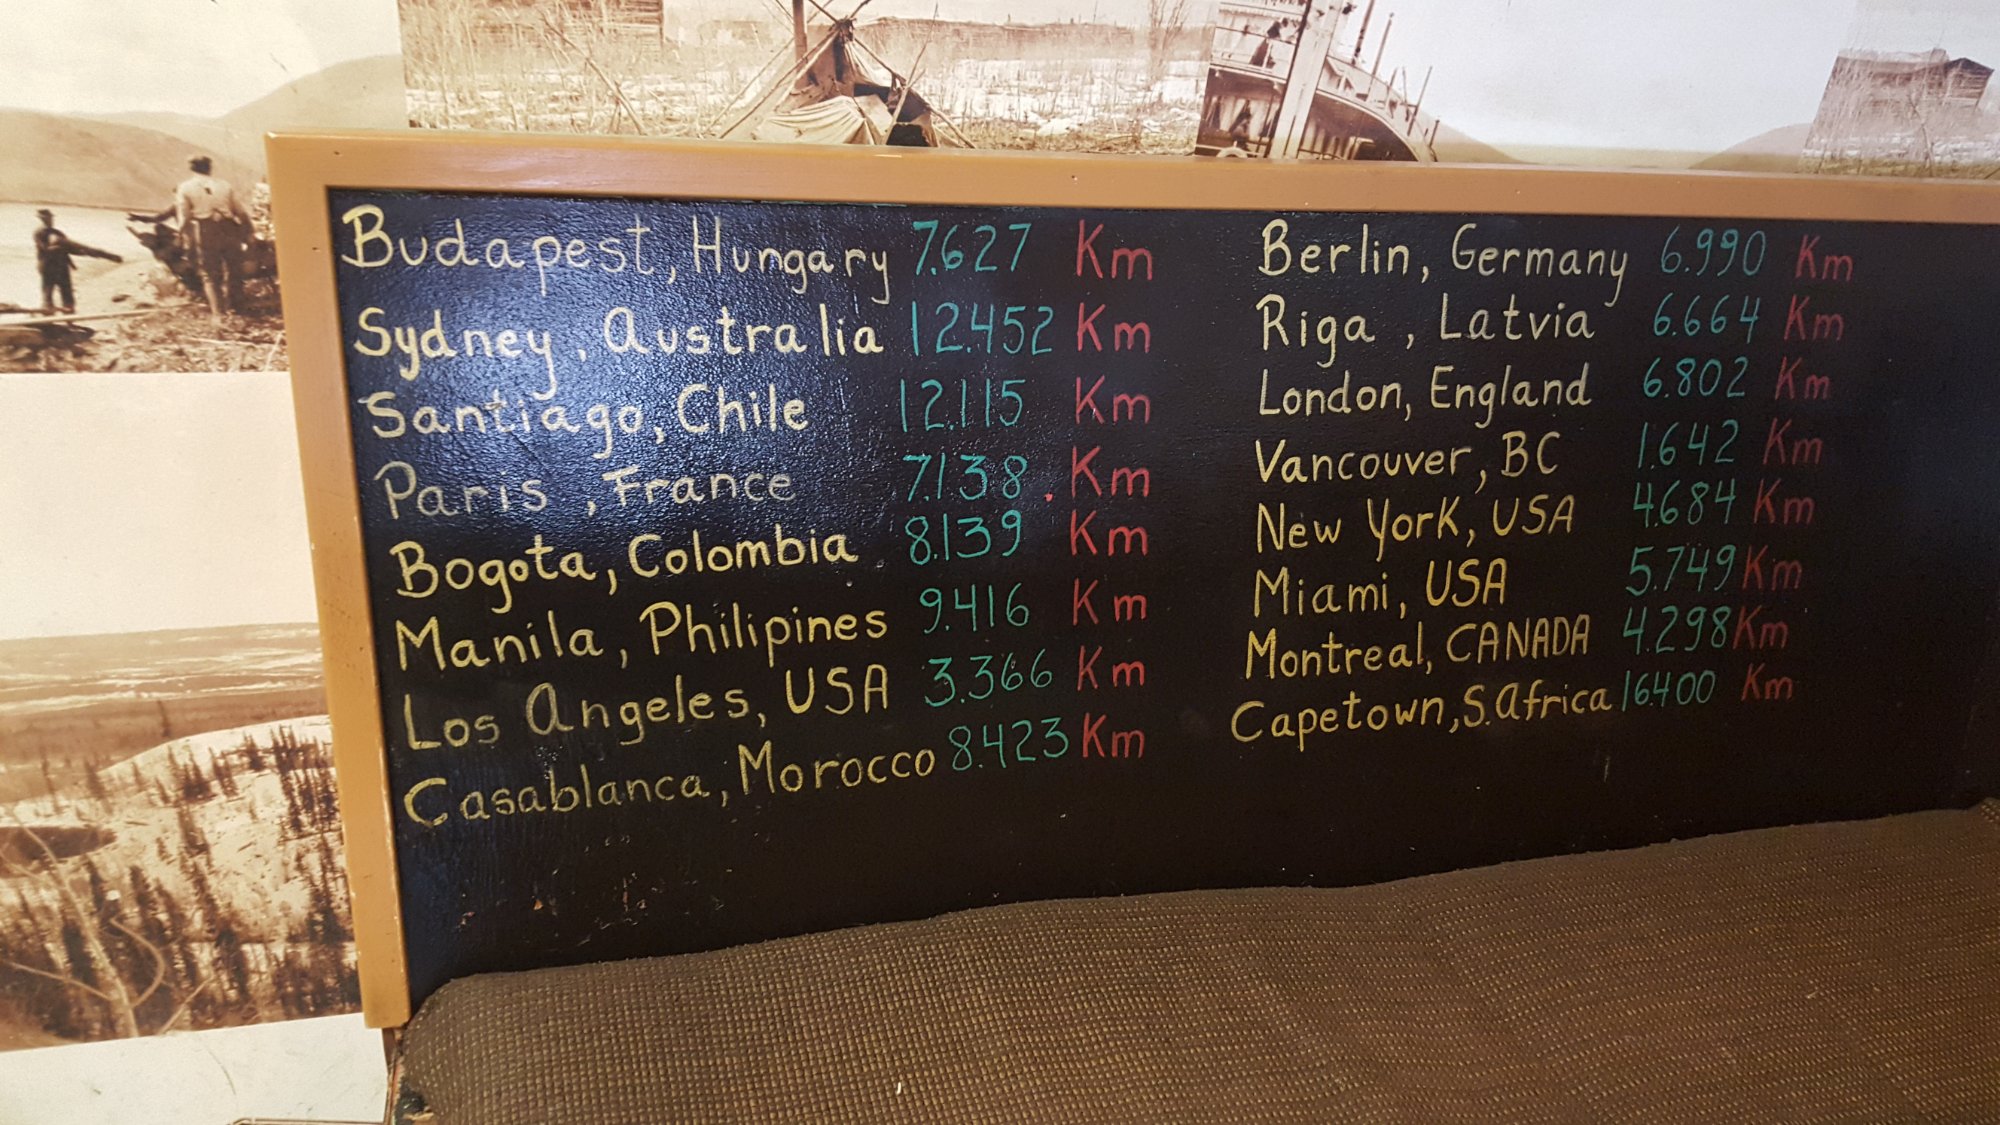 Budapest, Hungary 7.627 Km
Sydney, Australia 12.452 Km
Santiago, Chile 12.115 Km
Paris, France 7.138. Km
Bogota, Colombia 8.139 Km
Manila, Philipines 9.416 Km
Los Angeles, USA 3.366 Km
Casablanca, Morocco 8.423 Km
Berlin, Germany 6.990 Km
Riga, Latvia 6.664 Km
London, England 6.802 Km
Vancouver, BC 1.642 Km
New York, USA 4.684 Km
Miami, USA 5.749 Km
Montreal, CANADA 4.298 Km
Capetown, S. Africa 16.400 Km